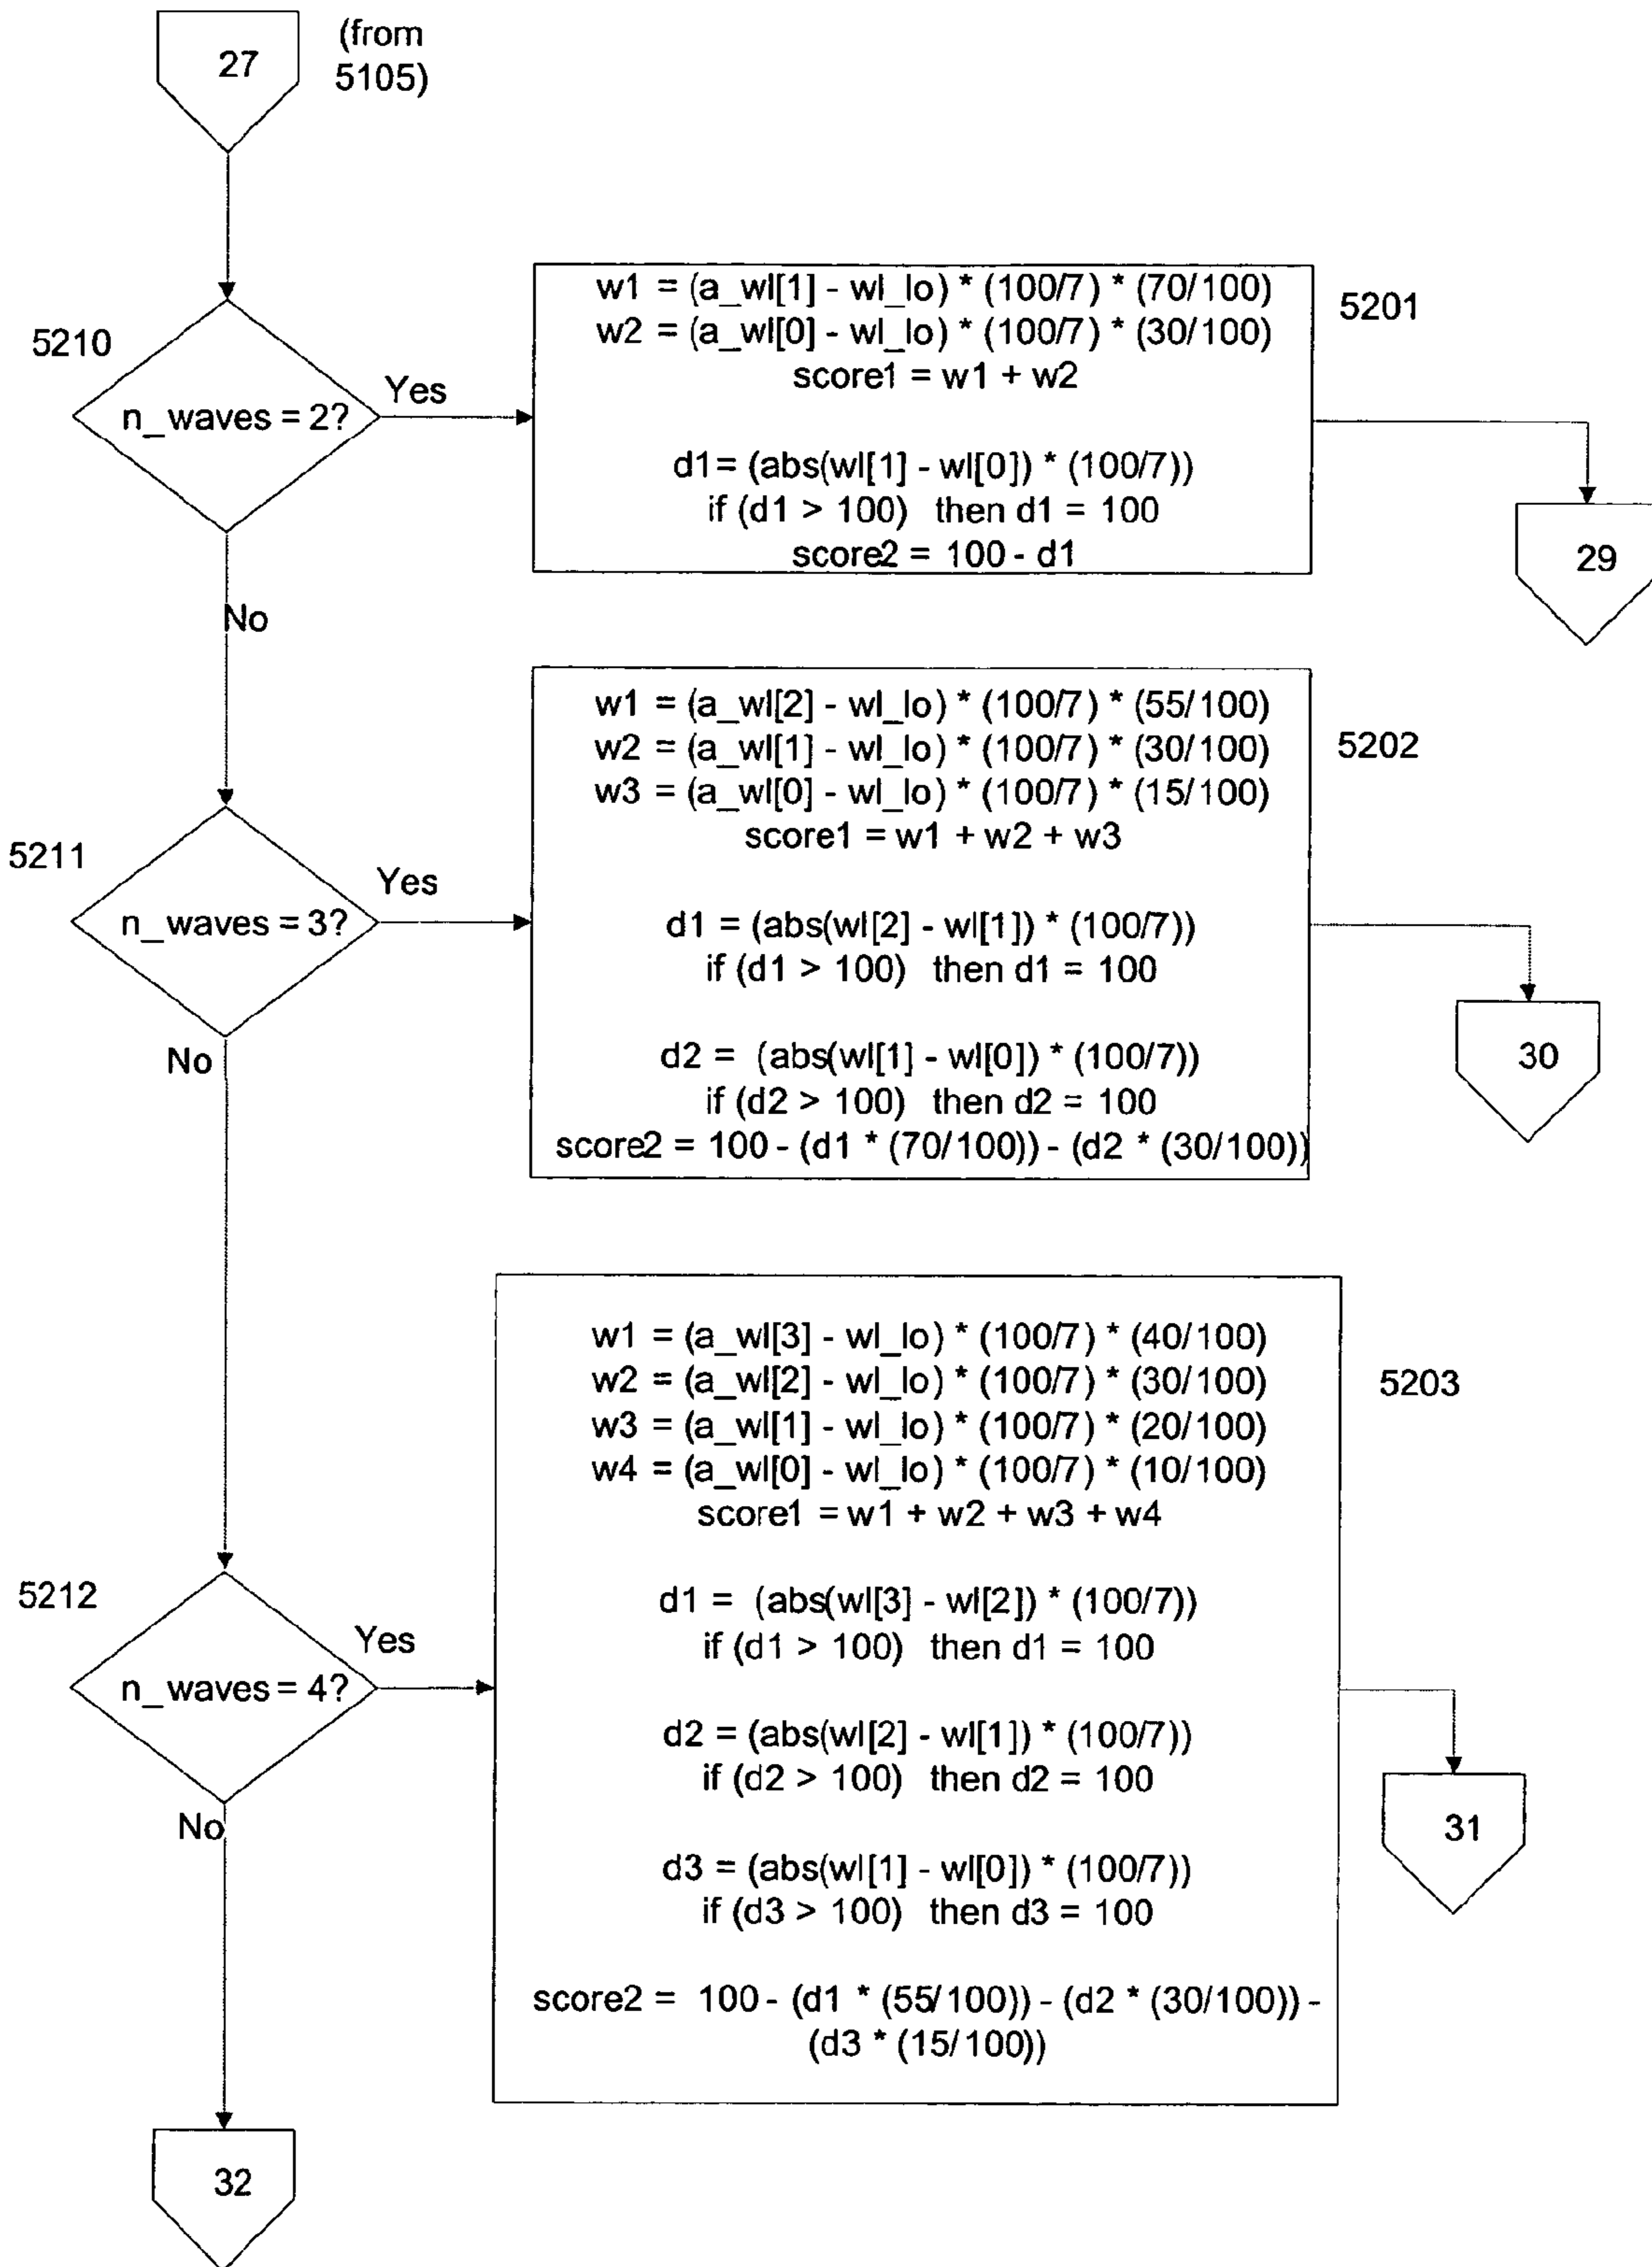 27
(from
5105)
5210
n_waves = 2?
Yes
w1 = (a_wl[1] - wl_lo) * (100/7) * (70/100)
w2 = (a_wl[0] - wl_lo) * (100/7) * (30/100)
score1 = w1 + w2
d1= (abs(wl[1] - wl[0]) * (100/7))
if (d1 > 100) then d1 = 100
score2 = 100 - d1
5201
29
No
5211
n_waves = 3?
Yes
w1 = (a_wl[2] - wl_lo) * (100/7) * (55/100)
w2 = (a_wl[1] - wl_lo) * (100/7) * (30/100)
w3 = (a_wl[0] - wl_lo) * (100/7) * (15/100)
score1 = w1 + w2 + w3
d1 = (abs(wl[2] - wl[1]) * (100/7))
if (d1 > 100) then d1 = 100
d2 = (abs(wl[1] - wl[0]) * (100/7))
if (d2 > 100) then d2 = 100
score2 = 100 - (d1 * (70/100)) - (d2 * (30/100))
5202
30
No
5212
n_waves = 4?
Yes
w1 = (a_wl[3] - wl_lo) * (100/7) * (40/100)
w2 = (a_wl[2] - wl_lo) * (100/7) * (30/100)
w3 = (a_wl[1] - wl_lo) * (100/7) * (20/100)
w4 = (a_wl[0] - wl_lo) * (100/7) * (10/100)
score1 = w1 + w2 + w3 + w4
d1 = (abs(wl[3] - wl[2]) * (100/7))
if (d1 > 100) then d1 = 100
d2 = (abs(wl[2] - wl[1]) * (100/7))
if (d2 > 100) then d2 = 100
d3 = (abs(wl[1] - wl[0]) * (100/7))
if (d3 > 100) then d3 = 100
score2 = 100 - (d1 * (55/100)) - (d2 * (30/100)) -
(d3 * (15/100))
5203
31
No
32